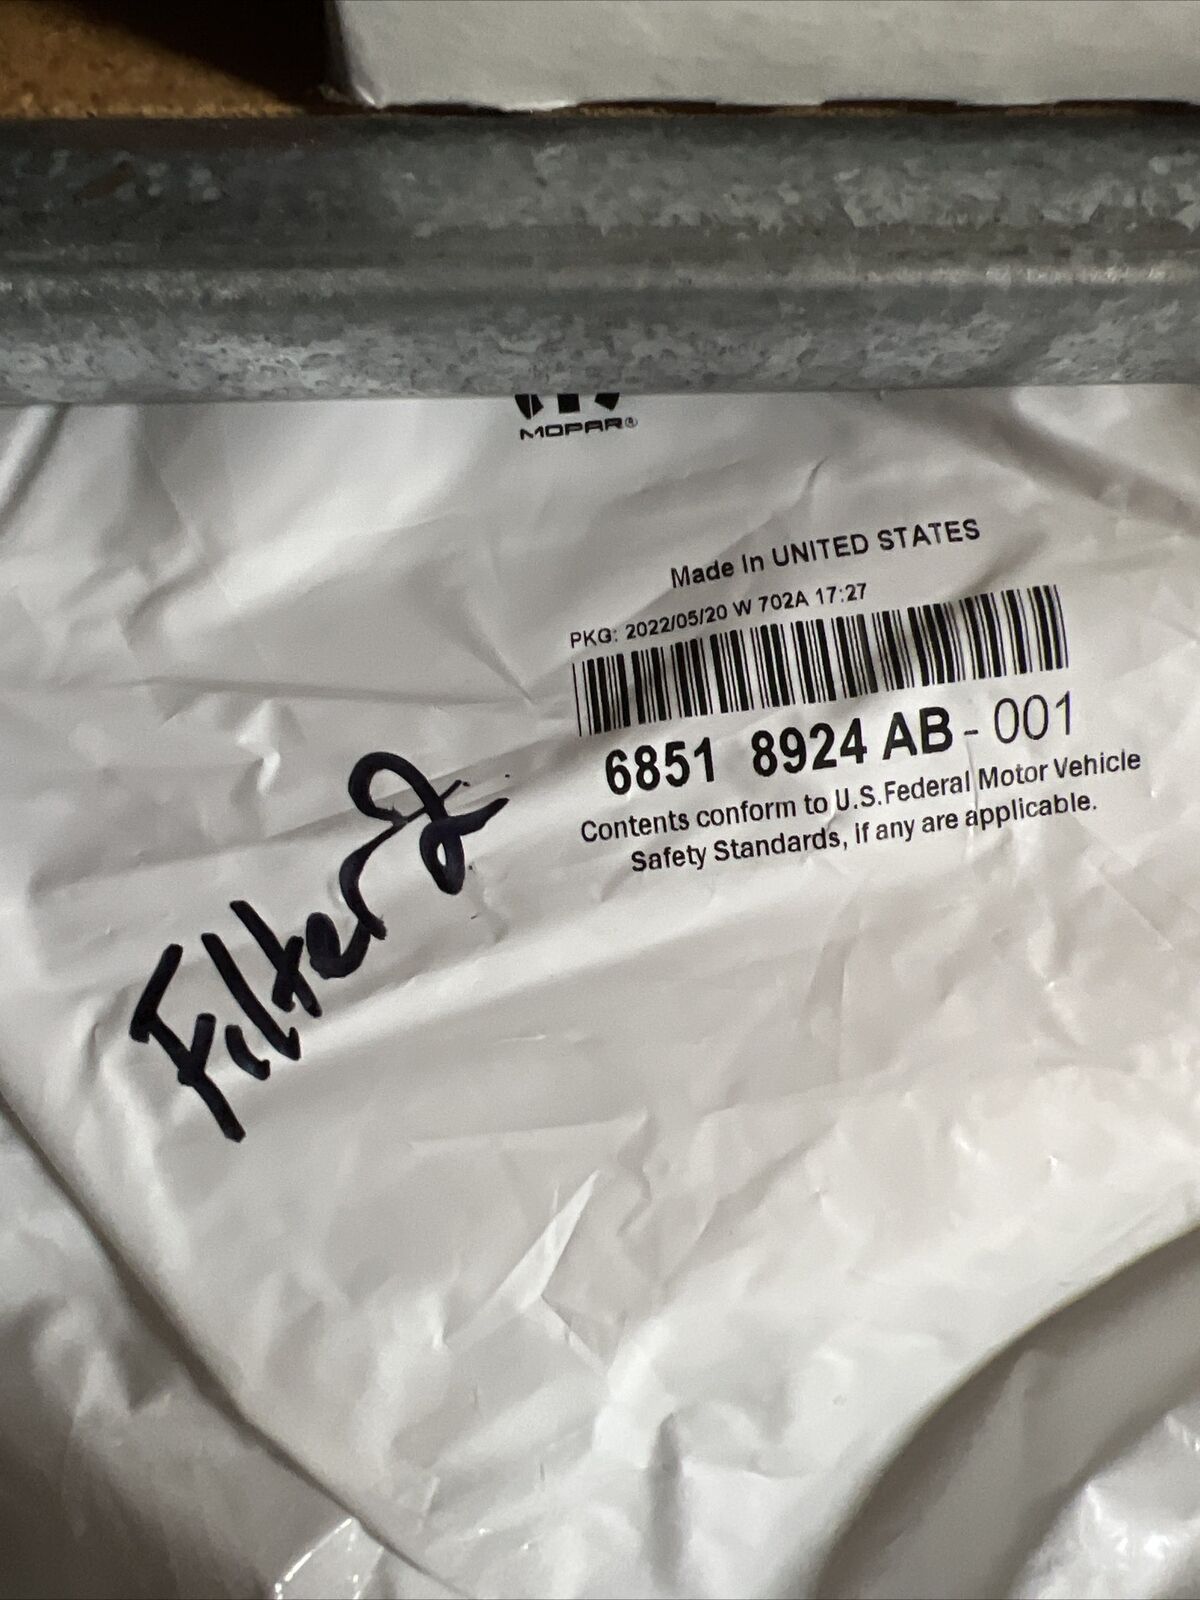 MOPAR®
Made In UNITED STATES
PKG: 2022/05/20 W 702A 17:27
6851 8924 AB - 001
Contents conform to U.S.Federal Motor Vehicle
Safety Standards, if any are applicable.
Filter 2